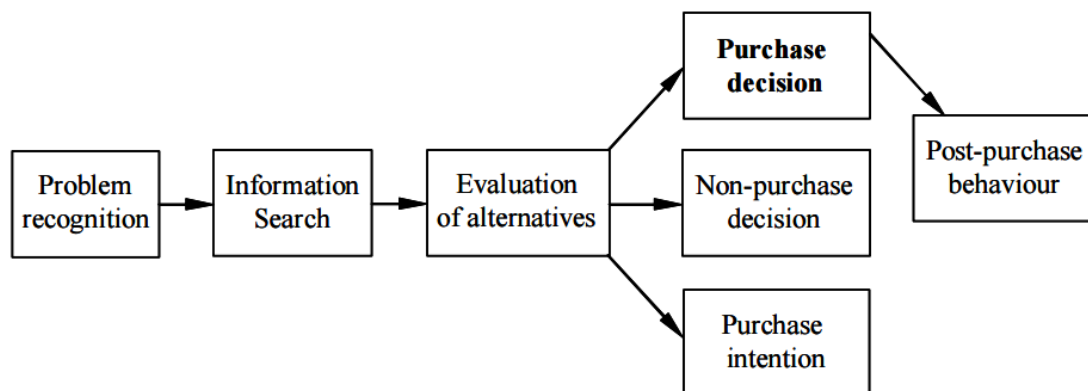 Problem
recognition
Information
Search
Evaluation
of alternatives
Purchase
decision
Non-purchase
decision
Purchase
intention
Post-purchase
behaviour